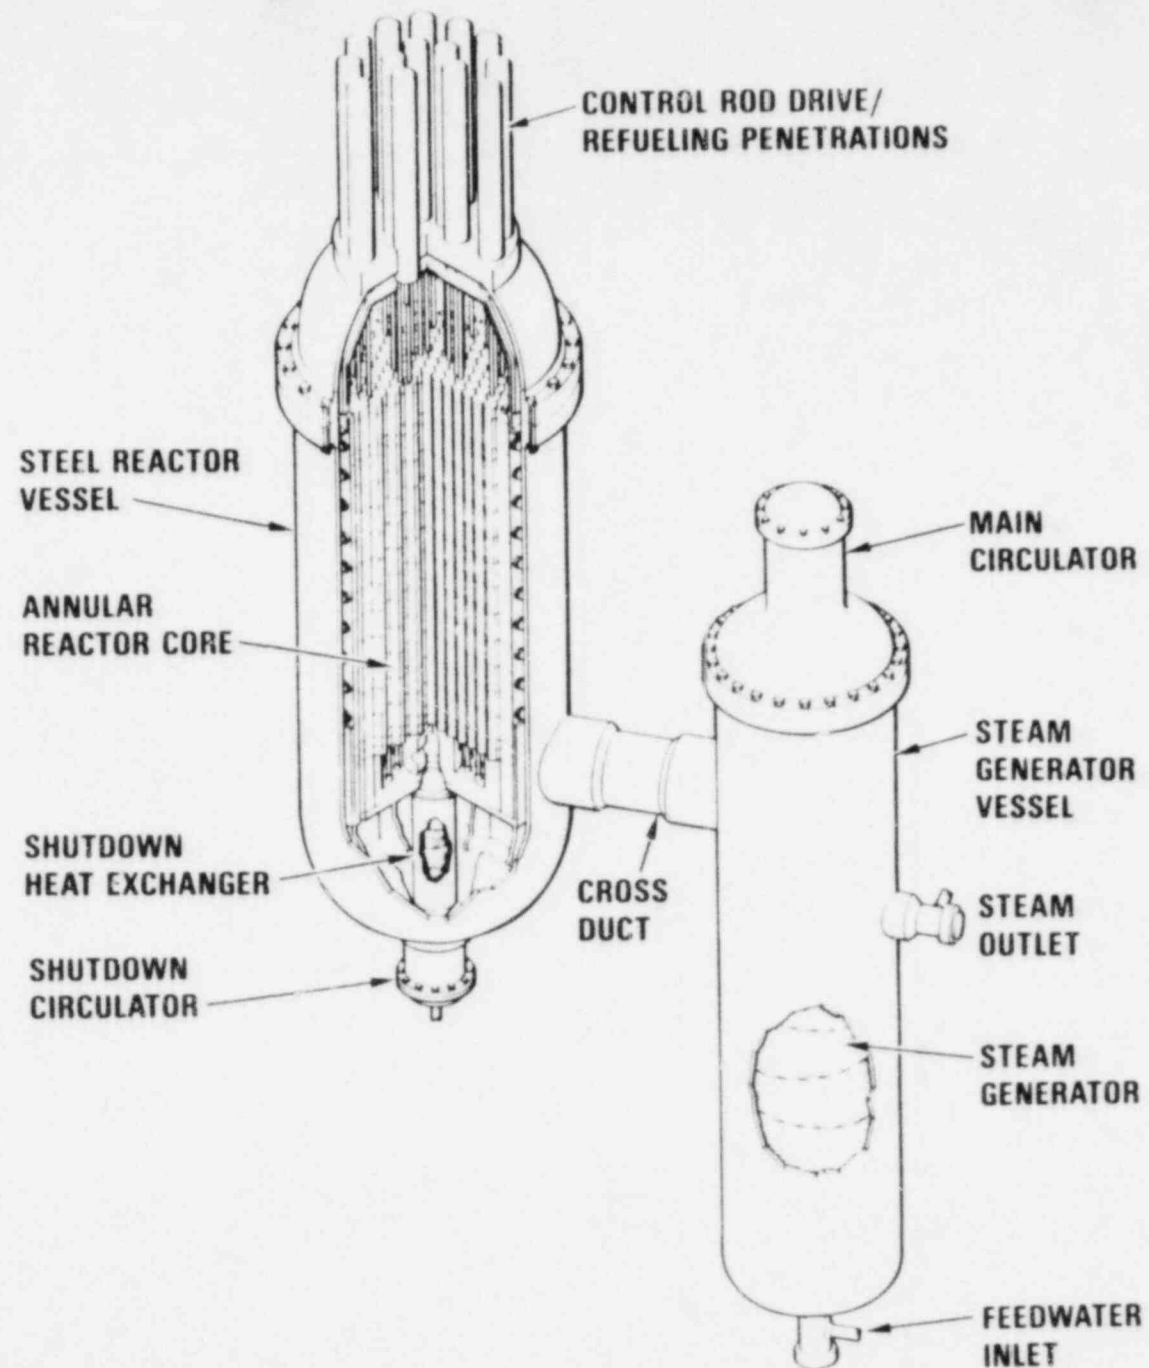 CONTROL ROD DRIVE/
REFUELING PENETRATIONS
STEEL REACTOR
VESSEL
ANNULAR
REACTOR CORE
SHUTDOWN
HEAT EXCHANGER
SHUTDOWN
CIRCULATOR
CROSS
DUCT
MAIN
CIRCULATOR
STEAM
GENERATOR
VESSEL
STEAM
OUTLET
STEAM
GENERATOR
FEEDWATER
INLET